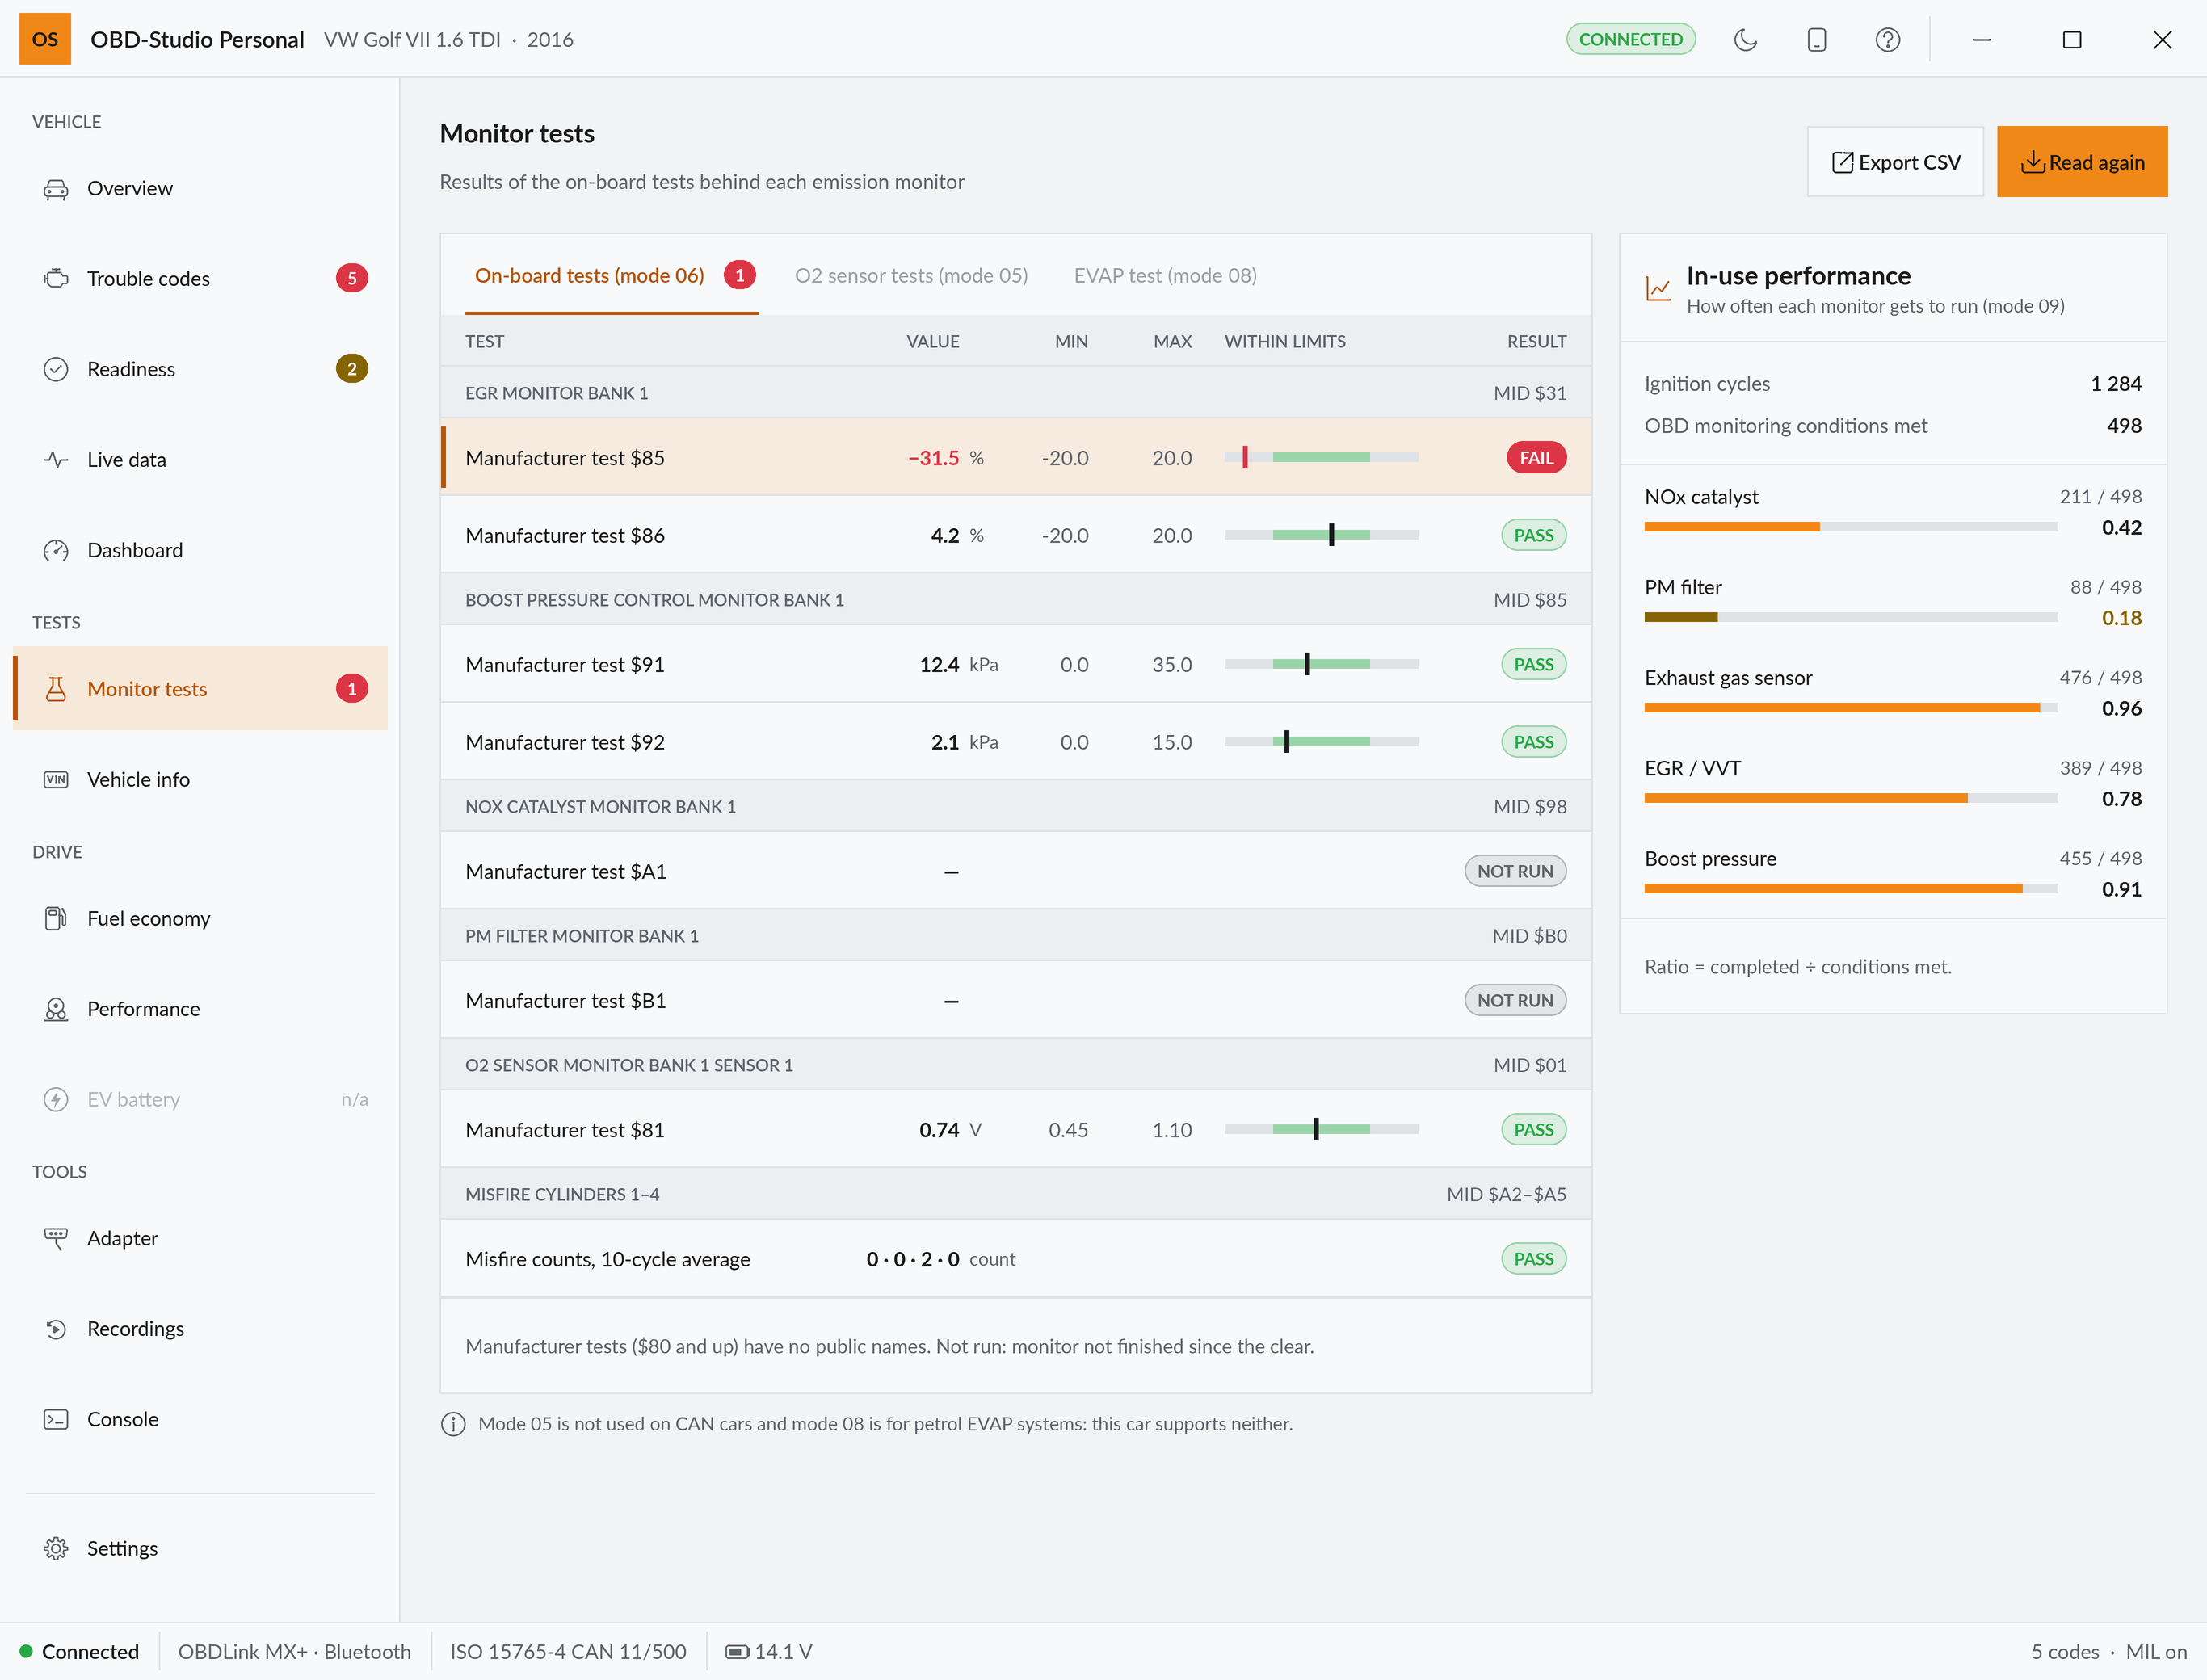 OS OBD-Studio Personal VW Golf VII 1.6 TDI · 2016 CONNECTED
VEHICLE
Overview
Trouble codes 5
Readiness 2
Live data
Dashboard
TESTS
Monitor tests 1
VIN Vehicle info
DRIVE
Fuel economy
Performance
EV battery n/a
TOOLS
Adapter
Recordings
Console
Settings
Monitor tests
Results of the on-board tests behind each emission monitor
Export CSV Read again
On-board tests (mode 06) 1 O2 sensor tests (mode 05) EVAP test (mode 08)
TEST VALUE MIN MAX WITHIN LIMITS RESULT
EGR MONITOR BANK 1 MID $31
Manufacturer test $85 −31.5 % -20.0 20.0 FAIL
Manufacturer test $86 4.2 % -20.0 20.0 PASS
BOOST PRESSURE CONTROL MONITOR BANK 1 MID $85
Manufacturer test $91 12.4 kPa 0.0 35.0 PASS
Manufacturer test $92 2.1 kPa 0.0 15.0 PASS
NOX CATALYST MONITOR BANK 1 MID $98
Manufacturer test $A1 – NOT RUN
PM FILTER MONITOR BANK 1 MID $B0
Manufacturer test $B1 – NOT RUN
O2 SENSOR MONITOR BANK 1 SENSOR 1 MID $01
Manufacturer test $81 0.74 V 0.45 1.10 PASS
MISFIRE CYLINDERS 1–4 MID $A2–$A5
Misfire counts, 10-cycle average 0 · 0 · 2 · 0 count PASS
Manufacturer tests ($80 and up) have no public names. Not run: monitor not finished since the clear.
Mode 05 is not used on CAN cars and mode 08 is for petrol EVAP systems: this car supports neither.
In-use performance
How often each monitor gets to run (mode 09)
Ignition cycles 1 284
OBD monitoring conditions met 498
NOx catalyst 211 / 498
0.42
PM filter 88 / 498
0.18
Exhaust gas sensor 476 / 498
0.96
EGR / VVT 389 / 498
0.78
Boost pressure 455 / 498
0.91
Ratio = completed ÷ conditions met.
Connected OBDLink MX+ · Bluetooth ISO 15765-4 CAN 11/500 14.1 V 5 codes · MIL on